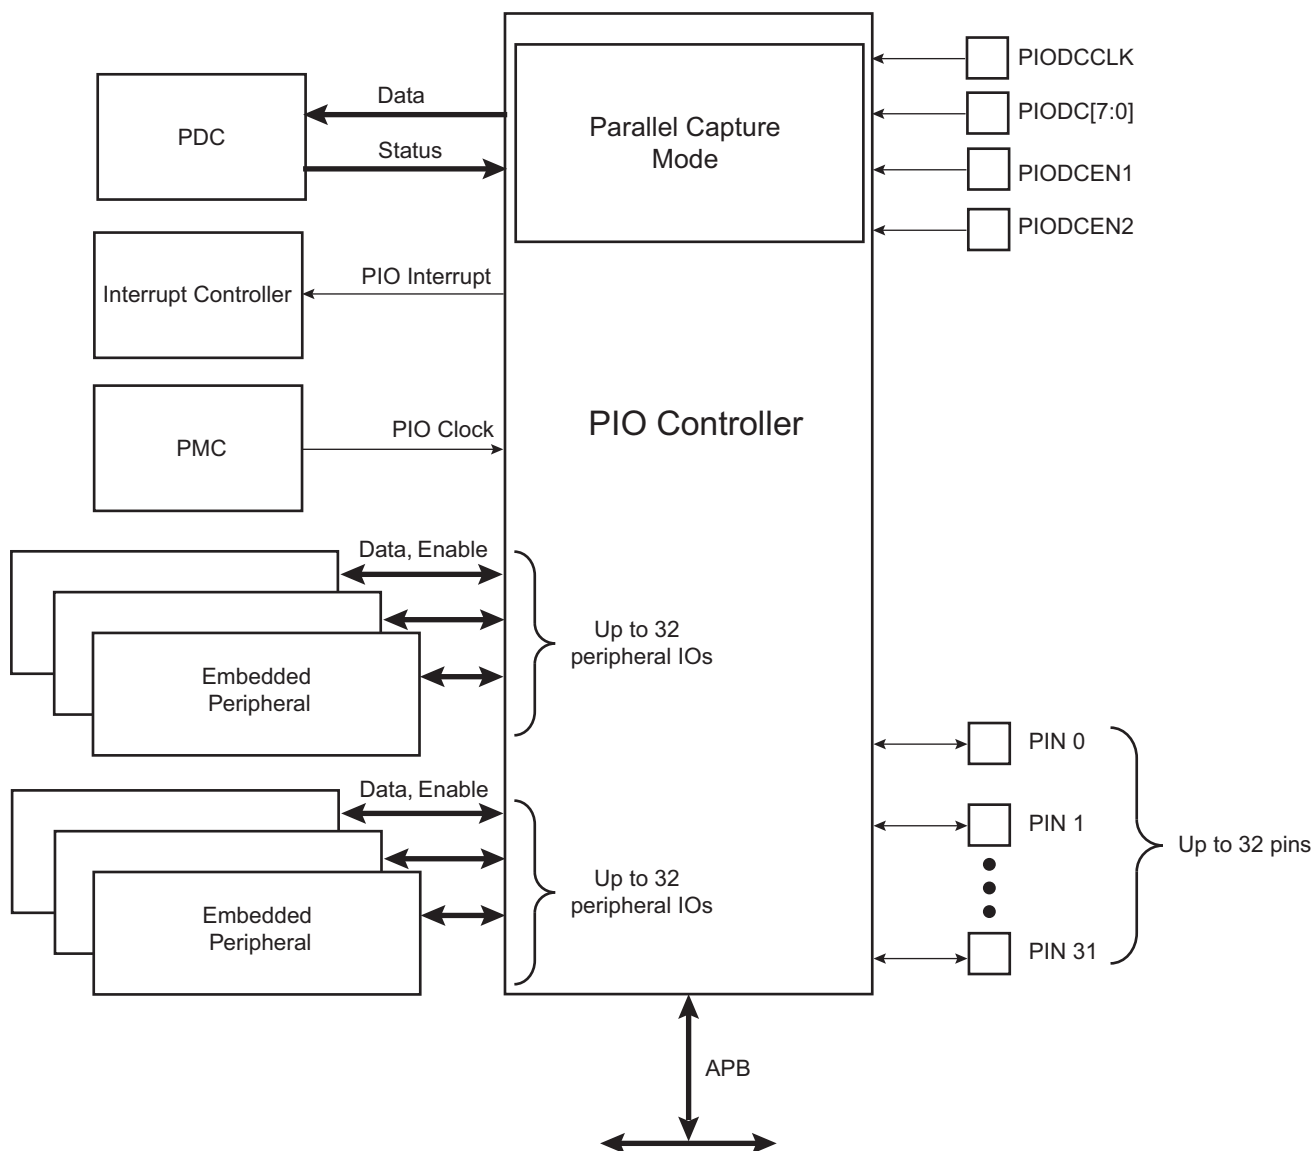 PDC
Data
Status
Parallel Capture
Mode
PIODCCLK
PIODC[7:0]
PIODCEN1
PIODCEN2
Interrupt Controller
PIO Interrupt
PMC
PIO Clock
PIO Controller
Data, Enable
Embedded
Peripheral
Up to 32
peripheral IOs
Data, Enable
Embedded
Peripheral
Up to 32
peripheral IOs
PIN 0
PIN 1
PIN 31
Up to 32 pins
APB